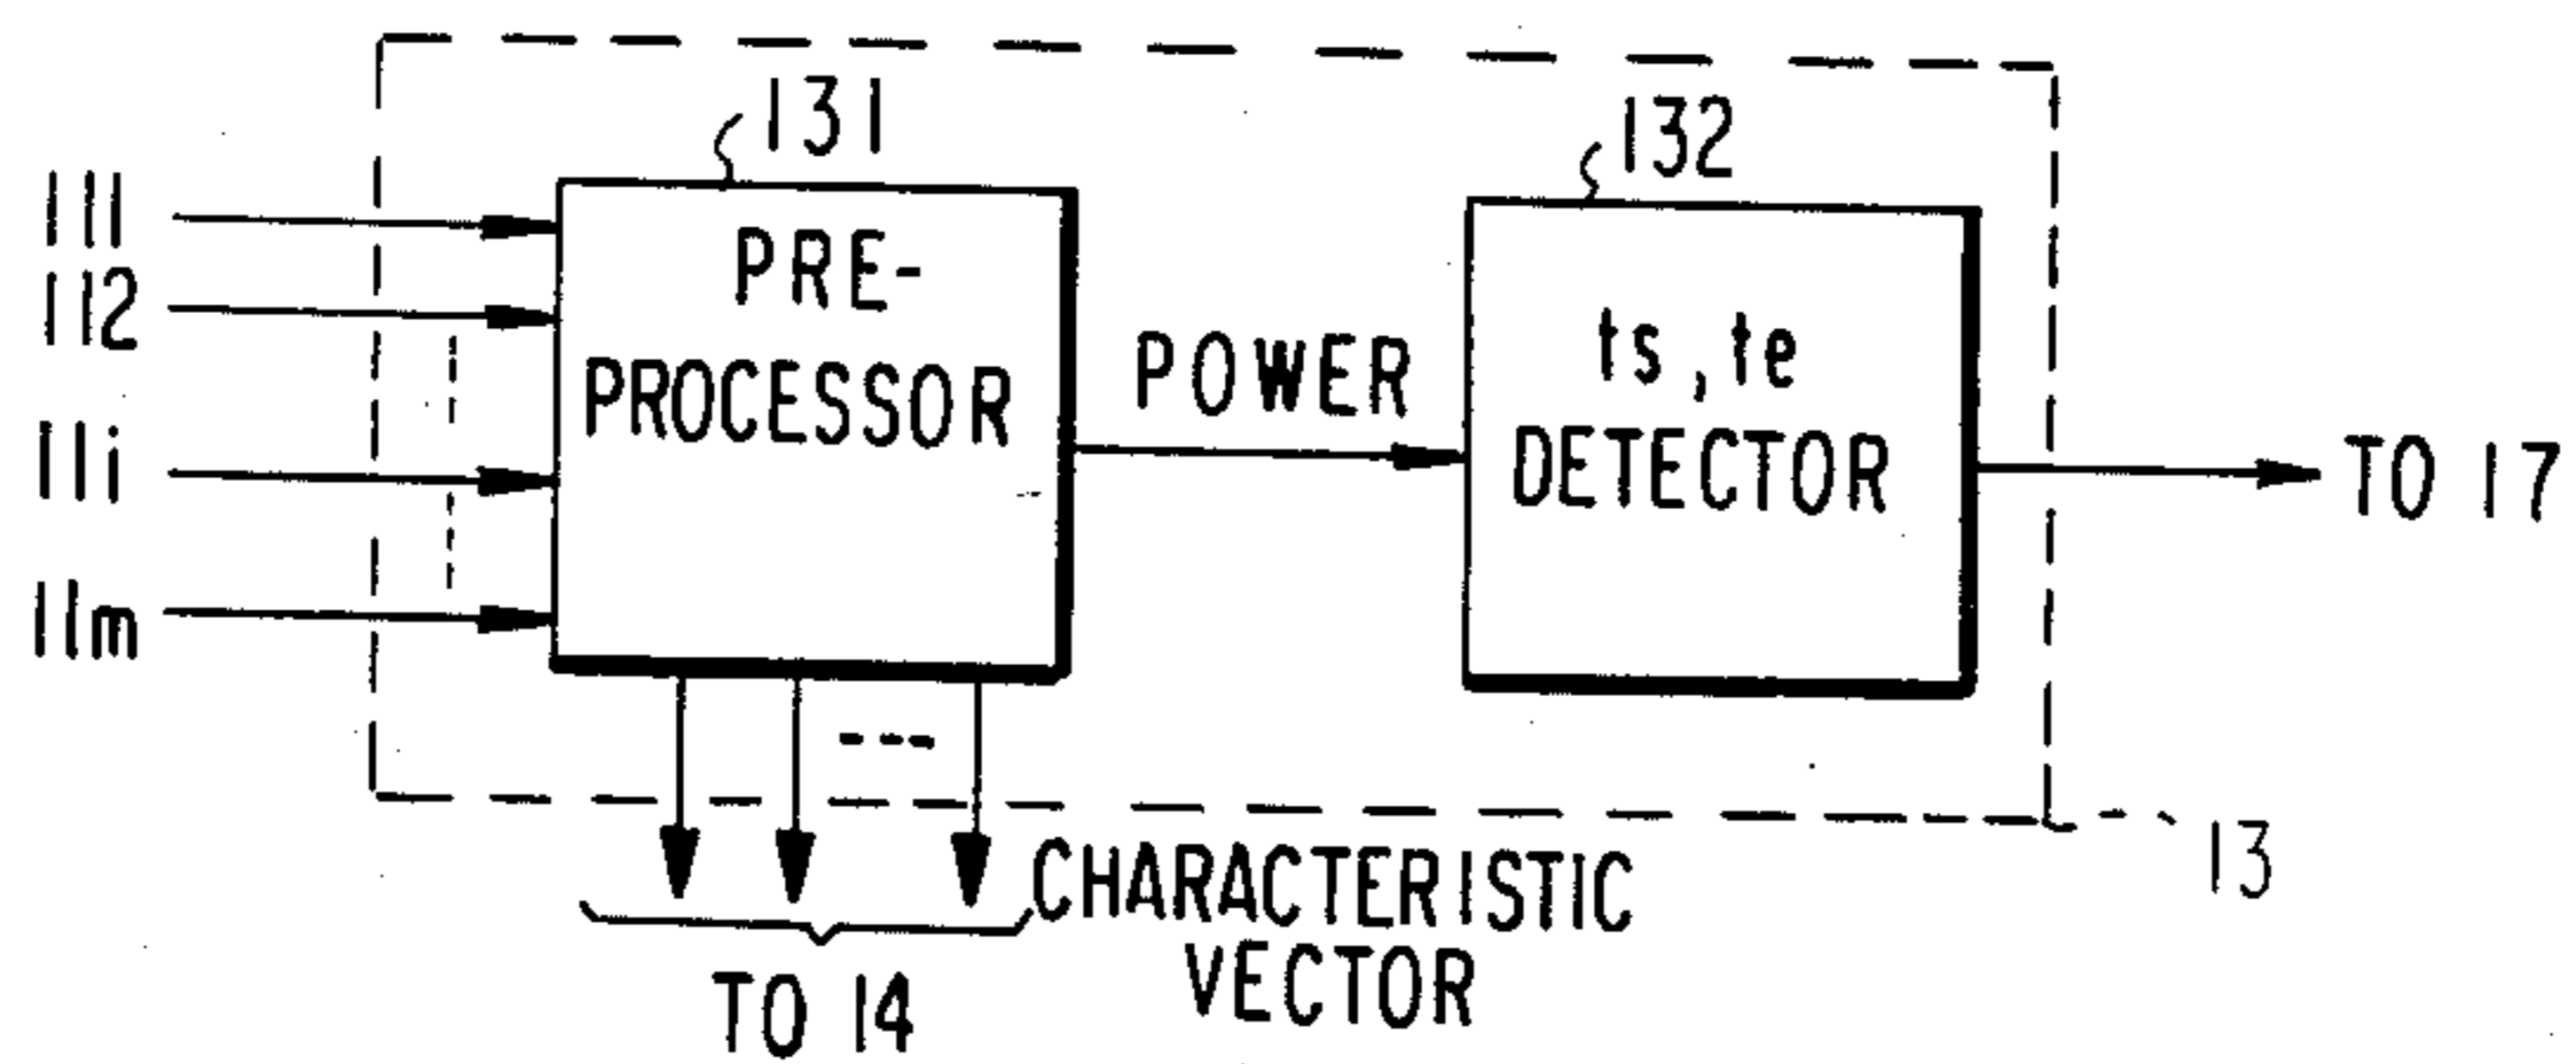 131
132
111
112
11i
11m
PRE-
PROCESSOR
POWER
ts, te
DETECTOR
TO 17
13
CHARACTERISTIC
VECTOR
TO 14